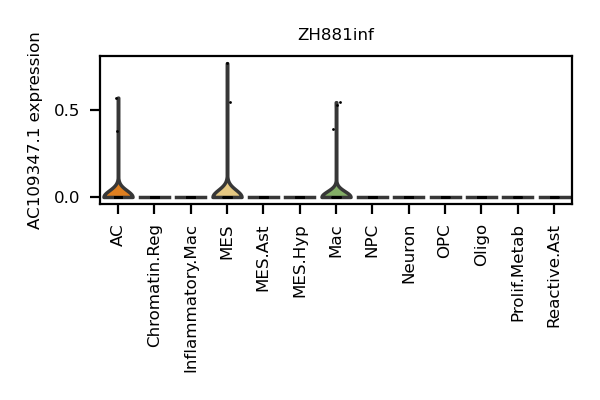 ZH881inf
AC109347.1 expression
0.5
0.0
AC
Chromatin.Reg
Inflammatory.Mac
MES
MES.Ast
MES.Hyp
Mac
NPC
Neuron
OPC
Oligo
Prolif.Metab
Reactive.Ast